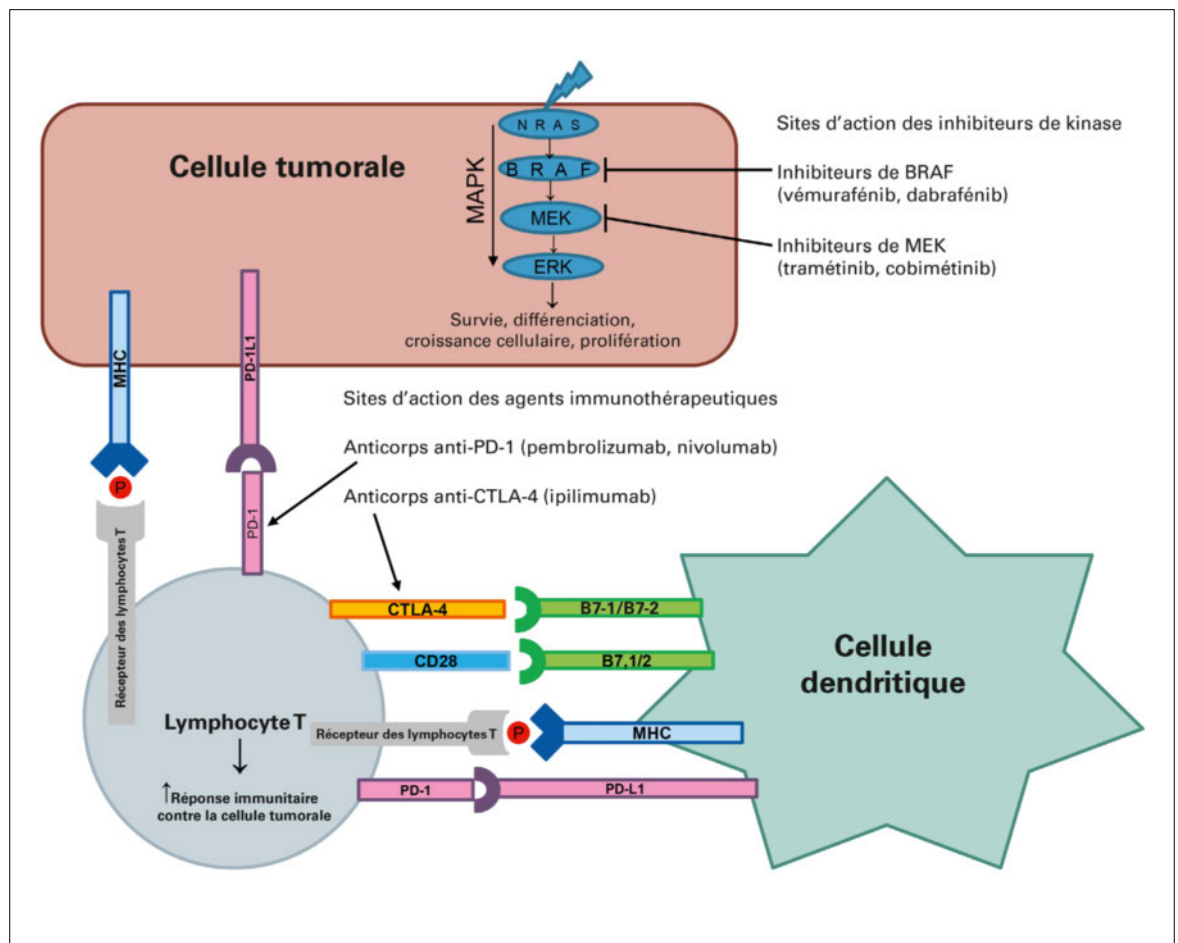 N R A S
Sites d'action des inhibiteurs de kinase
Cellule tumorale
B R A F
Inhibiteurs de BRAF
(vémurafénib, dabrafénib)
MAPK
MEK
Inhibiteurs de MEK
(tramétinib, cobimétinib)
ERK
Survie, différenciation,
croissance cellulaire, prolifération
MHC
PD-1L1
Sites d'action des agents immunothérapeutiques
Anticorps anti-PD-1 (pembrolizumab, nivolumab)
P
Anticorps anti-CTLA-4 (ipilimumab)
Récepteur des lymphocytes T
PD-1
CTLA-4
B7-1/B7-2
CD28
B7,1/2
Cellule
dendritique
Lymphocyte T
Récepteur des lymphocytes T
P
MHC
↑Réponse immunitaire
contre la cellule tumorale
PD-1
PD-L1